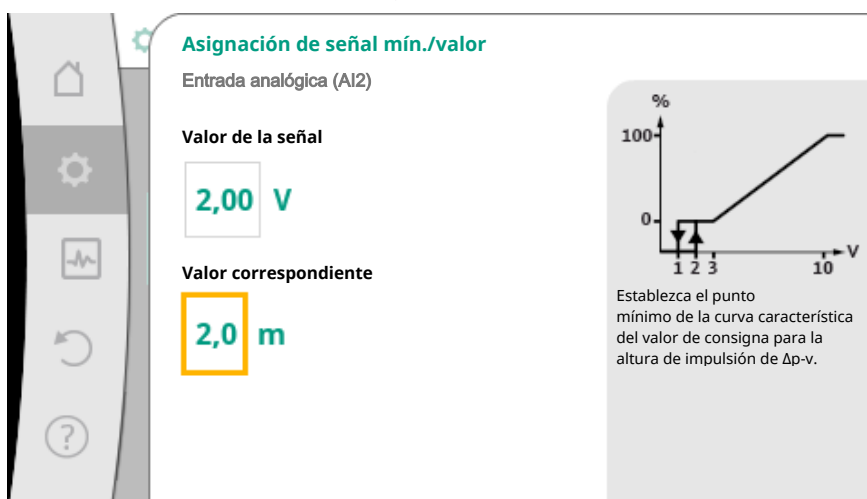 Asignación de señal mín./valor
Entrada analógica (AI2)
Valor de la señal
2,00 V
Valor correspondiente
2,0 m
%
100
0
1 2 3 10 V
Establezca el punto
mínimo de la curva característica
del valor de consigna para la
altura de impulsión de Δp-v.
?